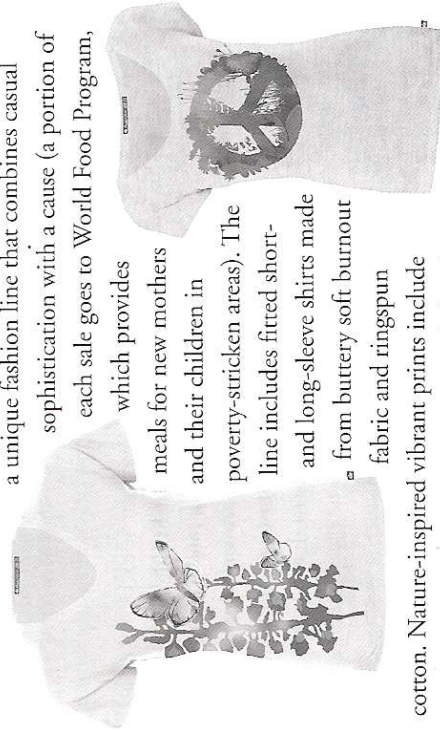 a unique fashion line that combines casual
sophistication with a cause (a portion of
each sale goes to World Food Program,
which provides
meals for new mothers
and their children in
poverty-stricken areas). The
line includes fitted short-
and long-sleeve shirts made
from buttery soft burnout
fabric and ringspun
cotton. Nature-inspired vibrant prints include